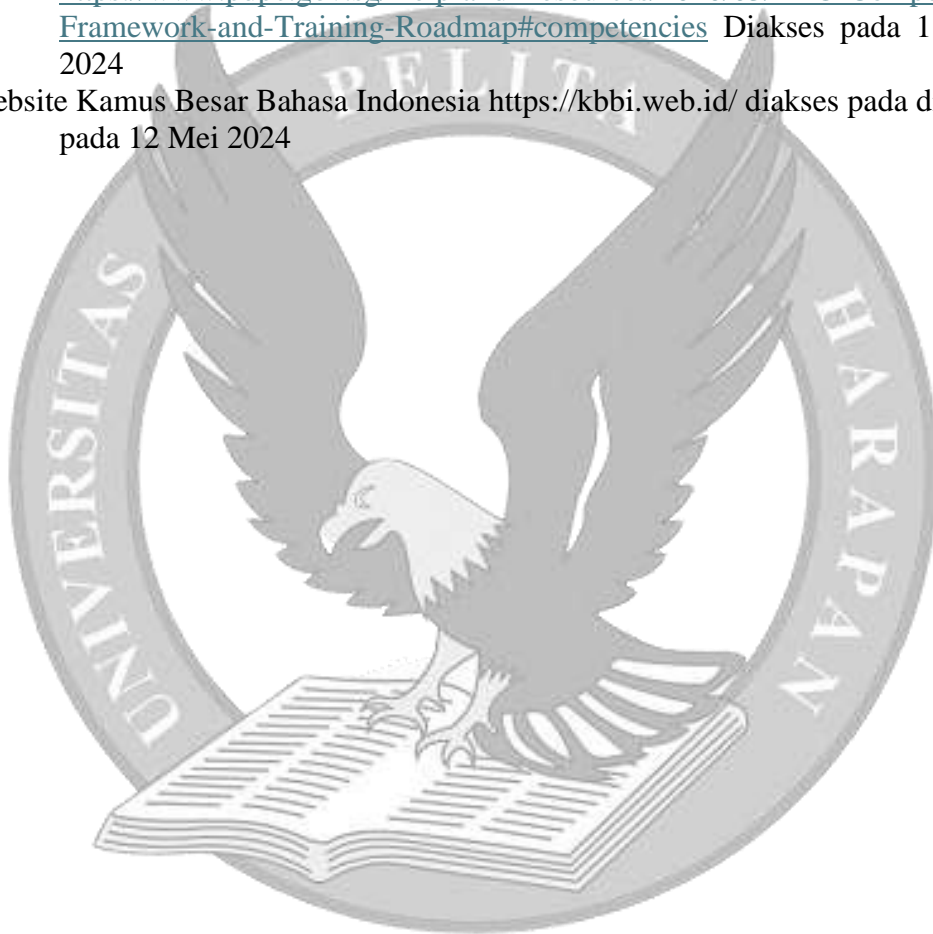 Framework-and-Training-Roadmap#competencies Diakses pada 1
2024
ebsite Kamus Besar Bahasa Indonesia https://kbbi.web.id/ diakses pada d
pada 12 Mei 2024
PELITA
UNIVERSITAS
HARAPAN